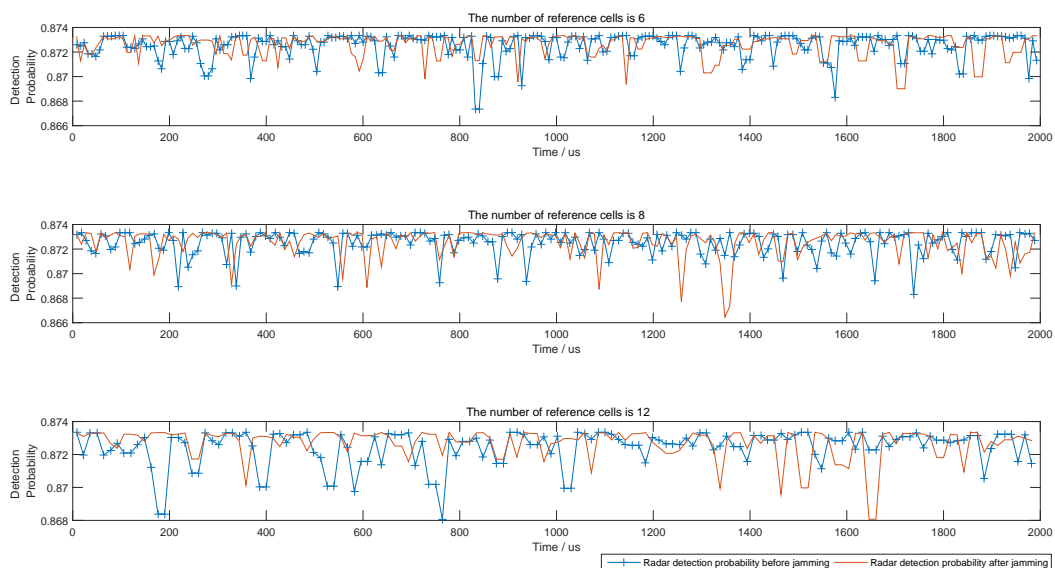 The number of reference cells is 6
0.874
0.872
0.87
0.868
0.866
Detection
Probability
0 200 400 600 800 1000 1200 1400 1600 1800 2000
Time / us
The number of reference cells is 8
0.874
0.872
0.87
0.868
0.866
Detection
Probability
0 200 400 600 800 1000 1200 1400 1600 1800 2000
Time / us
The number of reference cells is 12
0.874
0.872
0.87
0.868
Detection
Probability
0 200 400 600 800 1000 1200 1400 1600 1800 2000
Time / us
Radar detection probability before jamming Radar detection probability after jamming